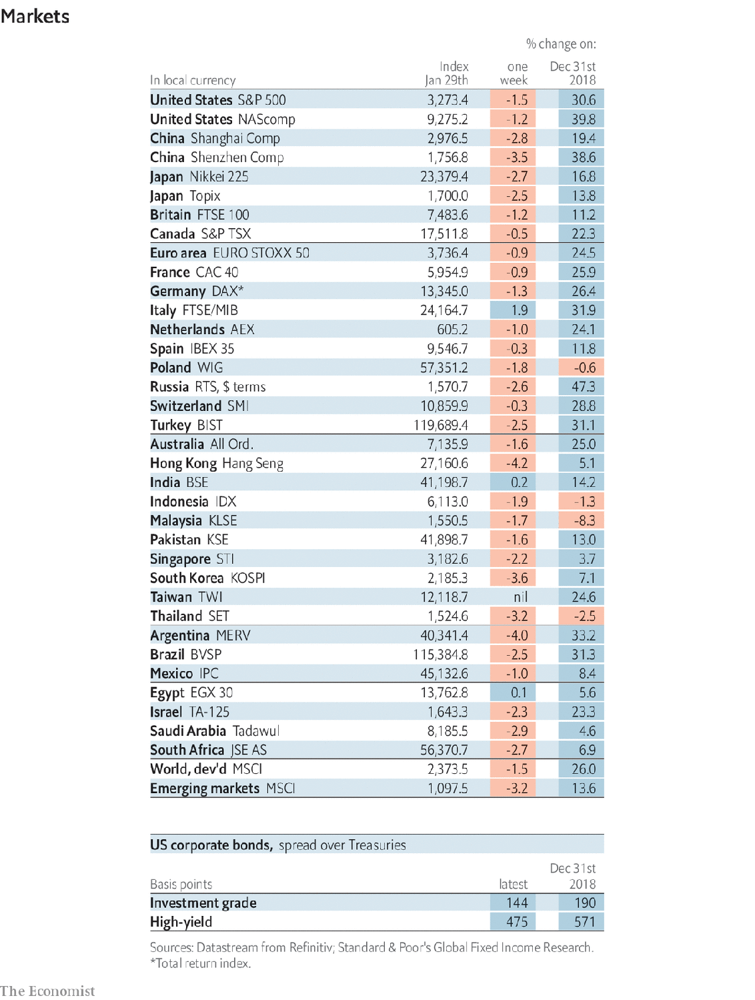 Markets
% change on:
Index one Dec 31st
In local currency Jan 29th week 2018
United States S&P 500 3,273.4 -1.5 30.6
United States NAScomp 9,275.2 -1.2 39.8
China Shanghai Comp 2,976.5 -2.8 19.4
China Shenzhen Comp 1,756.8 -3.5 38.6
Japan Nikkei 225 23,379.4 -2.7 16.8
Japan Topix 1,700.0 -2.5 13.8
Britain FTSE 100 7,483.6 -1.2 11.2
Canada S&P TSX 17,511.8 -0.5 22.3
Euro area EURO STOXX 50 3,736.4 -0.9 24.5
France CAC 40 5,954.9 -0.9 25.9
Germany DAX* 13,345.0 -1.3 26.4
Italy FTSE/MIB 24,164.7 1.9 31.9
Netherlands AEX 605.2 -1.0 24.1
Spain IBEX 35 9,546.7 -0.3 11.8
Poland WIG 57,351.2 -1.8 -0.6
Russia RTS, $ terms 1,570.7 -2.6 47.3
Switzerland SMI 10,859.9 -0.3 28.8
Turkey BIST 119,689.4 -2.5 31.1
Australia All Ord. 7,135.9 -1.6 25.0
Hong Kong Hang Seng 27,160.6 -4.2 5.1
India BSE 41,198.7 0.2 14.2
Indonesia IDX 6,113.0 -1.9 -1.3
Malaysia KLSE 1,550.5 -1.7 -8.3
Pakistan KSE 41,898.7 -1.6 13.0
Singapore STI 3,182.6 -2.2 3.7
South Korea KOSPI 2,185.3 -3.6 7.1
Taiwan TWI 12,118.7 nil 24.6
Thailand SET 1,524.6 -3.2 -2.5
Argentina MERV 40,341.4 -4.0 33.2
Brazil BVSP 115,384.8 -2.5 31.3
Mexico IPC 45,132.6 -1.0 8.4
Egypt EGX 30 13,762.8 0.1 5.6
Israel TA-125 1,643.3 -2.3 23.3
Saudi Arabia Tadawul 8,185.5 -2.9 4.6
South Africa JSE AS 56,370.7 -2.7 6.9
World, dev'd MSCI 2,373.5 -1.5 26.0
Emerging markets MSCI 1,097.5 -3.2 13.6
US corporate bonds, spread over Treasuries
Dec 31st
Basis points latest 2018
Investment grade 144 190
High-yield 475 571
Sources: Datastream from Refinitiv; Standard & Poor's Global Fixed Income Research.
*Total return index.
The Economist